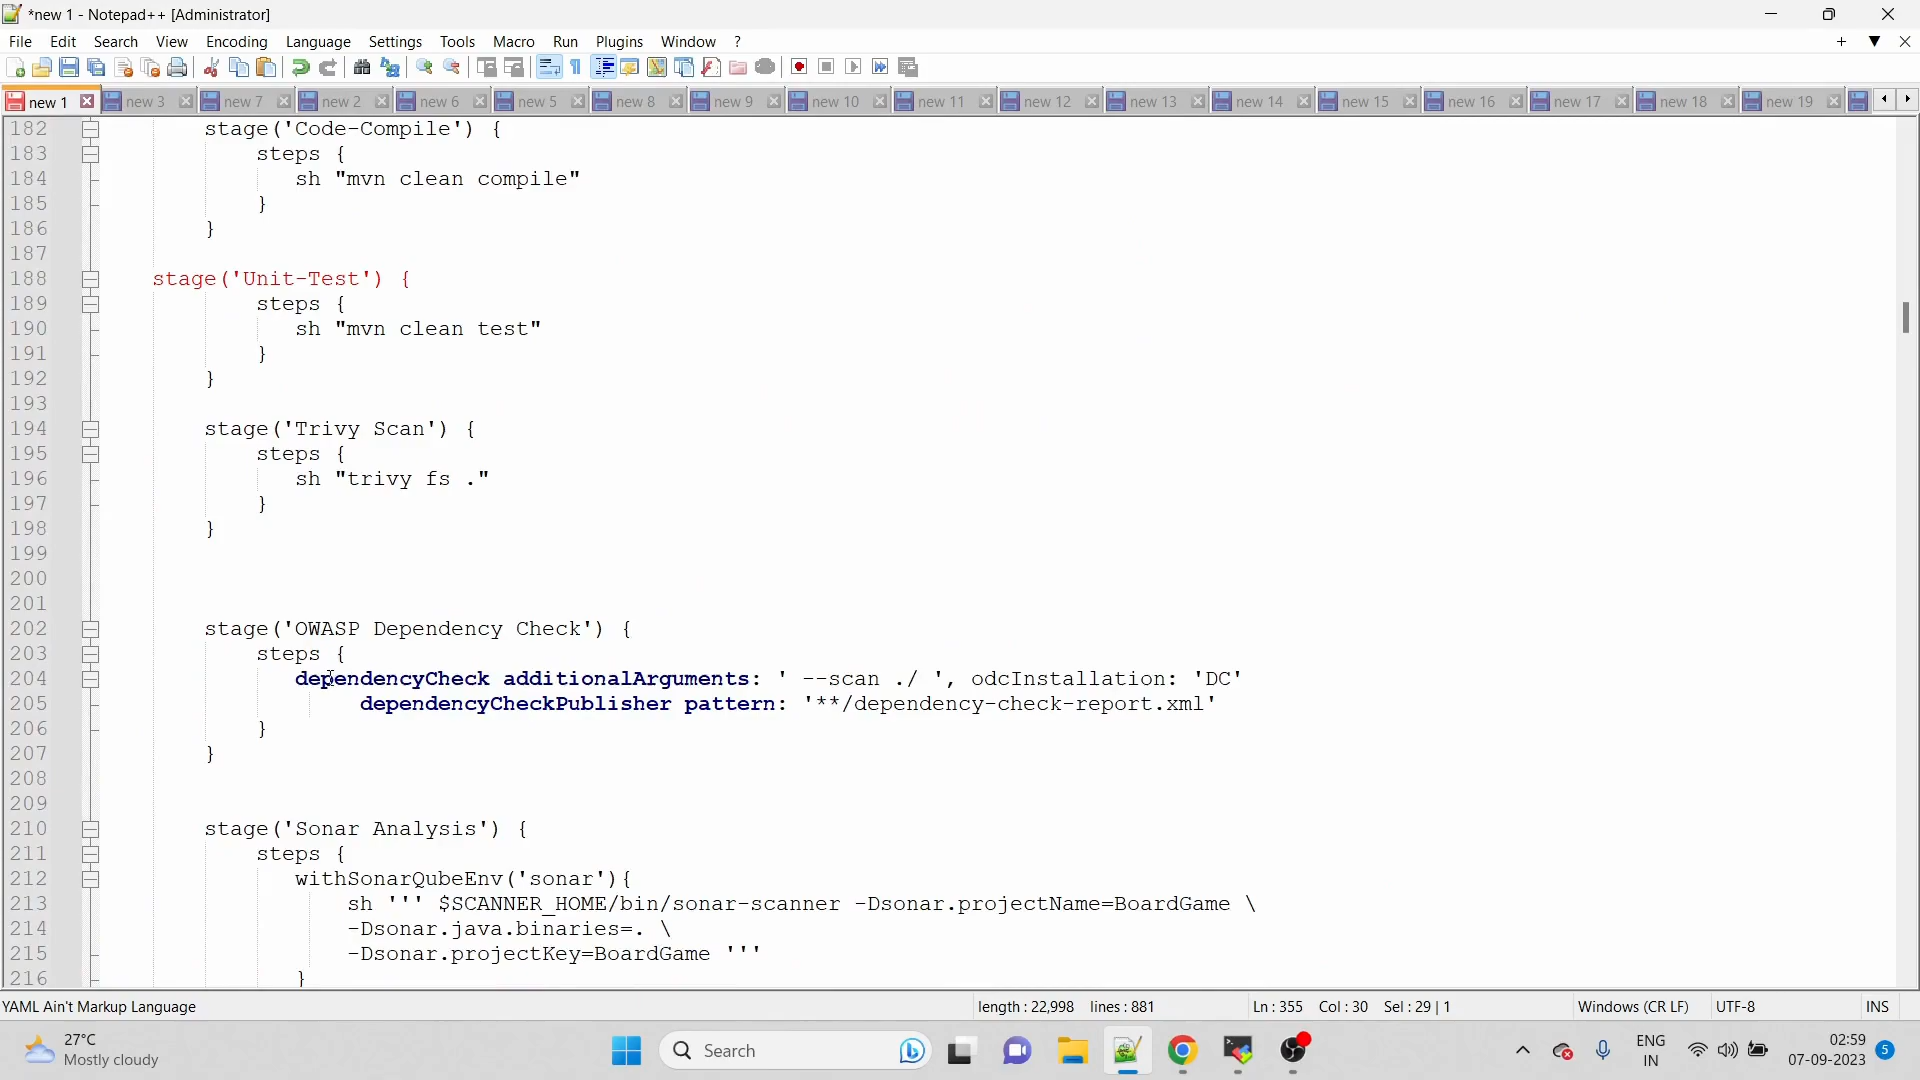 *new 1 - Notepad++ [Administrator]
File Edit Search View Encoding Language Settings Tools Macro Run Plugins Window ?
new 1 new 3 new 7 new 2 new 6 new 5 new 8 new 9 new 10 new 11 new 12 new 13 new 14 new 15 new 16 new 17 new 18 new 19
182 stage('Code-Compile') {
183 steps {
184 sh "mvn clean compile"
185 }
186 }
187
188 stage('Unit-Test') {
189 steps {
190 sh "mvn clean test"
191 }
192 }
193
194 stage('Trivy Scan') {
195 steps {
196 sh "trivy fs ."
197 }
198 }
199
200
201
202 stage('OWASP Dependency Check') {
203 steps {
204 dependencyCheck additionalArguments: ' --scan ./ ', odcInstallation: 'DC'
205 dependencyCheckPublisher pattern: '**/dependency-check-report.xml'
206 }
207 }
208
209
210 stage('Sonar Analysis') {
211 steps {
212 withSonarQubeEnv('sonar'){
213 sh ''' $SCANNER_HOME/bin/sonar-scanner -Dsonar.projectName=BoardGame \
214 -Dsonar.java.binaries=. \
215 -Dsonar.projectKey=BoardGame '''
216 }
YAML Ain't Markup Language length : 22,998 lines : 881 Ln : 355 Col : 30 Sel : 29 | 1 Windows (CR LF) UTF-8 INS
27°C
Mostly cloudy
Search
ENG
IN
02:59
07-09-2023
5